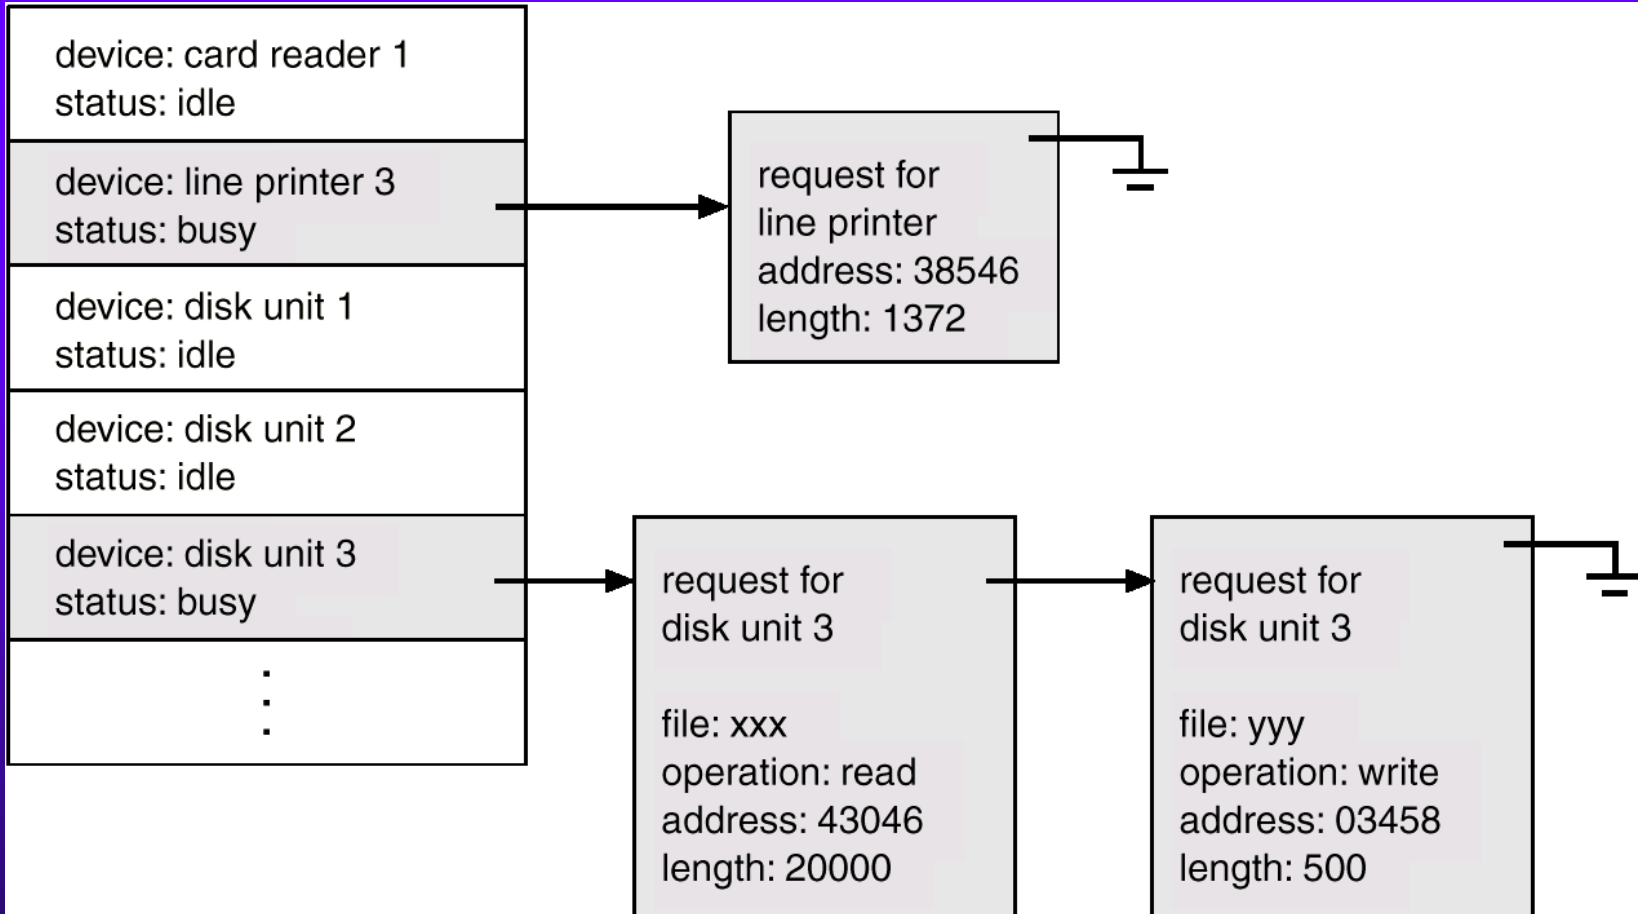 device: card reader 1
status: idle
device: line printer 3
status: busy
device: disk unit 1
status: idle
device: disk unit 2
status: idle
device: disk unit 3
status: busy
request for
line printer
address: 38546
length: 1372
request for
disk unit 3
file: xxx
operation: read
address: 43046
length: 20000
request for
disk unit 3
file: yyy
operation: write
address: 03458
length: 500